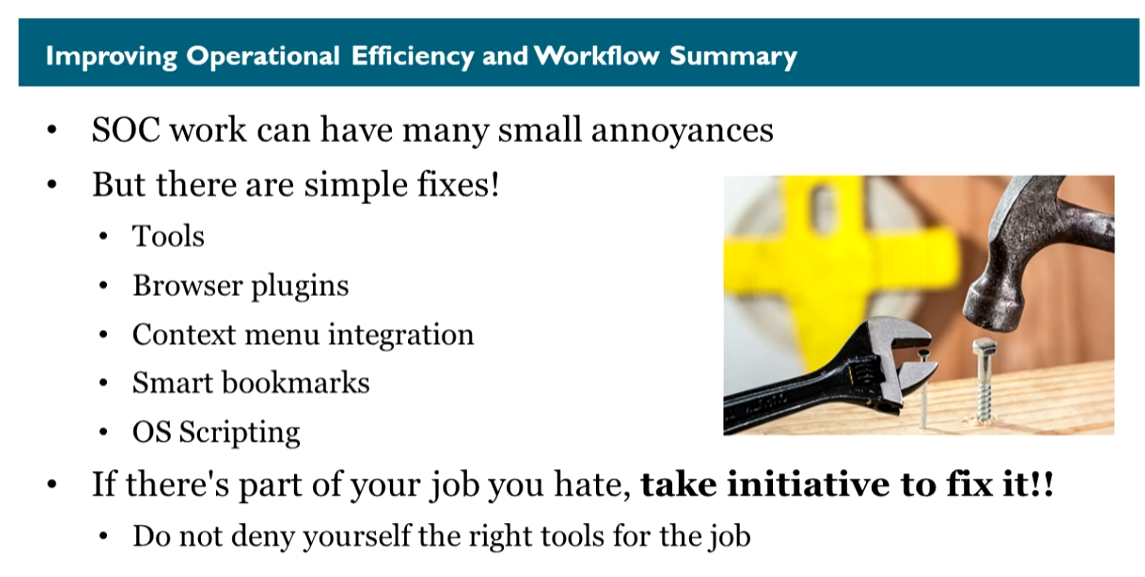 Improving Operational Efficiency and Workflow Summary
• SOC work can have many small annoyances
• But there are simple fixes!
• Tools
• Browser plugins
• Context menu integration
• Smart bookmarks
• OS Scripting
• If there's part of your job you hate, take initiative to fix it!!
• Do not deny yourself the right tools for the job